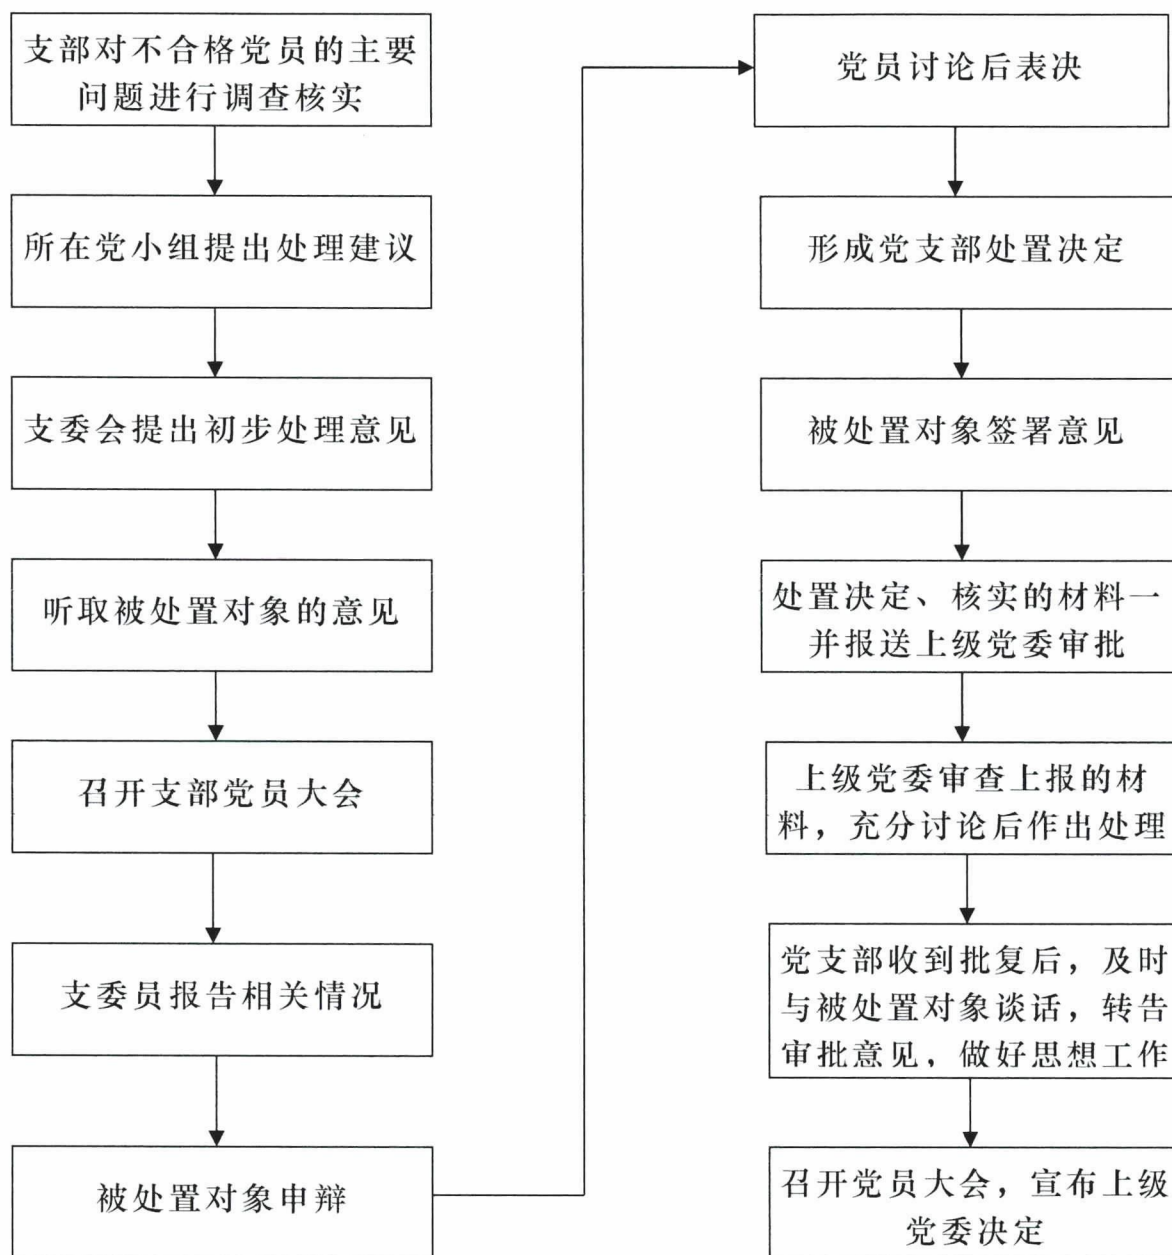 支部对不合格党员的主要
问题进行调查核实
所在党小组提出处理建议
支委会提出初步处理意见
听取被处置对象的意见
召开支部党员大会
支委员报告相关情况
被处置对象申辩
党员讨论后表决
形成党支部处置决定
被处置对象签署意见
处置决定、核实的材料一
并报送上级党委审批
上级党委审查上报的材
料，充分讨论后作出处理
党支部收到批复后，及时
与被处置对象谈话，转告
审批意见，做好思想工作
召开党员大会，宣布上级
党委决定